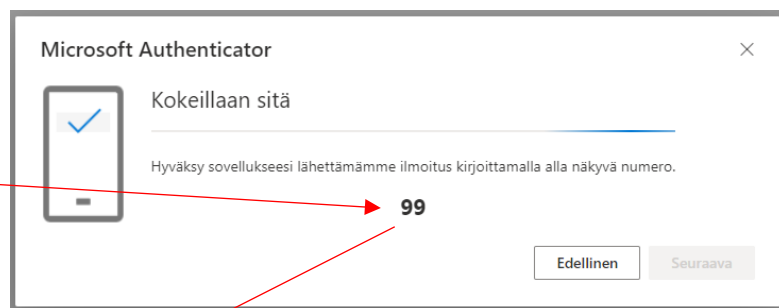 Microsoft Authenticator
Kokeillaan sitä
Hyväksy sovellukseesi lähettämämme ilmoitus kirjoittamalla alla näkyvä numero.
99
Edellinen
Seuraava